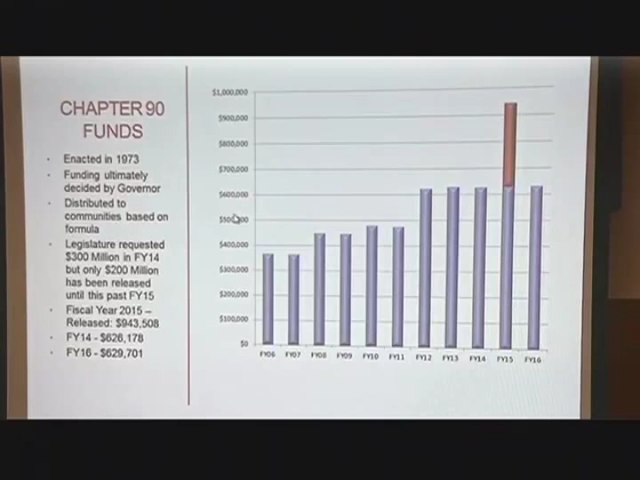 CHAPTER 90
FUNDS
Enacted in 1973
Funding ultimately
decided by Governor
Distributed to
communities based on
formula
Legislature requested
$300 Million in FY14
but only $200 Million
has been released
until this past FY15
Fiscal Year 2015 –
Released: $943,508
FY14 - $626,178
FY16 - $629,701
$1,000,000
$900,000
$800,000
$700,000
$600,000
$400,000
$300,000
$200,000
$100,000
$0
FY06 FY07 FY08 FY09 FY10 FY11 FY12 FY13 FY14 FY15 FY16